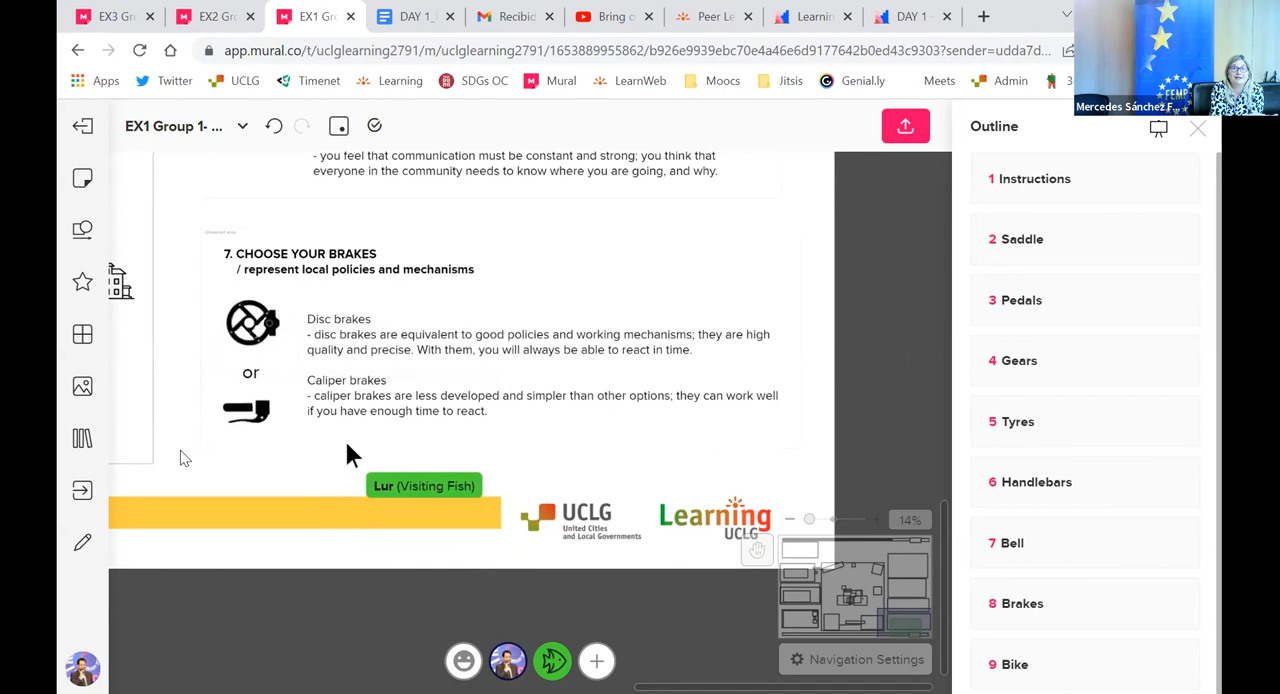 EX3 Gr
EX2 Gr
EX1 Gr
DAY 1_
Recibid
Bring o
Peer Le
Learnin
DAY 1 -
app.mural.co/t/uclglearning2791/m/uclglearning2791/1653889955862/b926e9939ebc70e4a46e6d9177642b0ed43c9303?sender=udda7d...
Apps
Twitter
UCLG
Timenet
Learning
SDGs OC
Mural
LearnWeb
Moocs
Jitsis
Genial.ly
Meets
Admin
3
FEMP
Mercedes Sánchez F...
EX1 Group 1- ...
Outline
- you feel that communication must be constant and strong; you think that
everyone in the community needs to know where you are going, and why.
7. CHOOSE YOUR BRAKES
/ represent local policies and mechanisms
Disc brakes
- disc brakes are equivalent to good policies and working mechanisms; they are high
quality and precise. With them, you will always be able to react in time.
or
Caliper brakes
- caliper brakes are less developed and simpler than other options; they can work well
if you have enough time to react.
Lur (Visiting Fish)
UCLG
United Cities
and Local Governments
Learning
UCLG
14%
Navigation Settings
1 Instructions
2 Saddle
3 Pedals
4 Gears
5 Tyres
6 Handlebars
7 Bell
8 Brakes
9 Bike